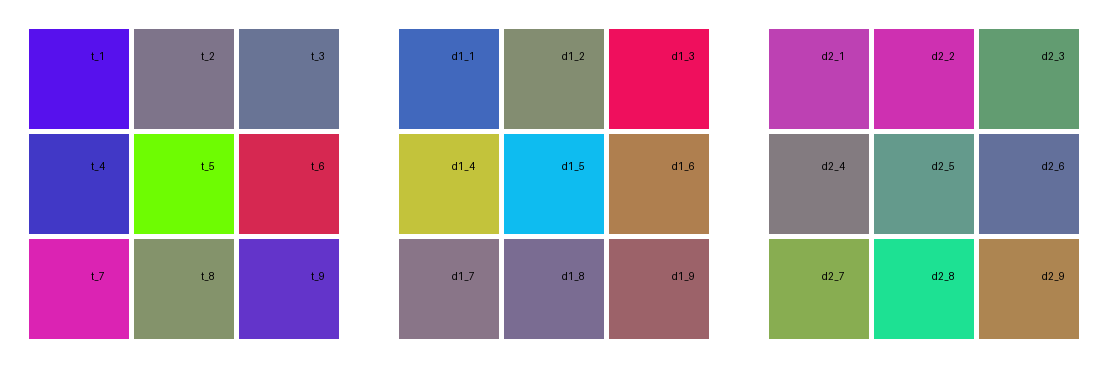 t_1 t_2 t_3 d1_1 d1_2 d1_3 d2_1 d2_2 d2_3
t_4 t_5 t_6 d1_4 d1_5 d1_6 d2_4 d2_5 d2_6
t_7 t_8 t_9 d1_7 d1_8 d1_9 d2_7 d2_8 d2_9